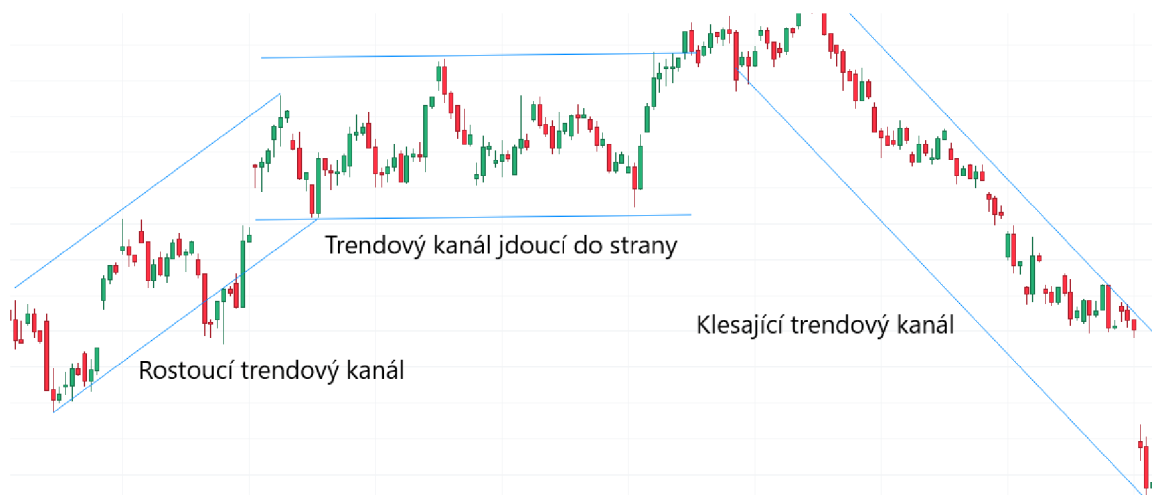 Trendový kanál jdoucí do strany
Klesající trendový kanál
Rostoucí trendový kanál